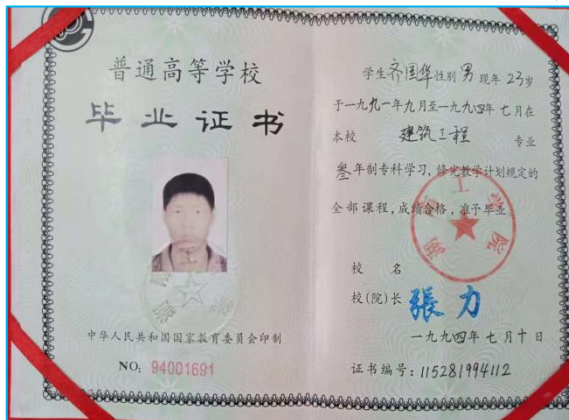 普通高等学校
毕业证书
中华人民共和国国家教育委员会印制
NO: 94001691
学生齐国华性别男现年23岁
于一九九一年九月至一九九四年七月在
本校 建筑工程 专业
叁年制专科学习,修完教学计划规定的
全部课程,成绩合格,准予毕业
校 名
校(院)长 張力
一九九四年七月十日
证书编号:115281994112